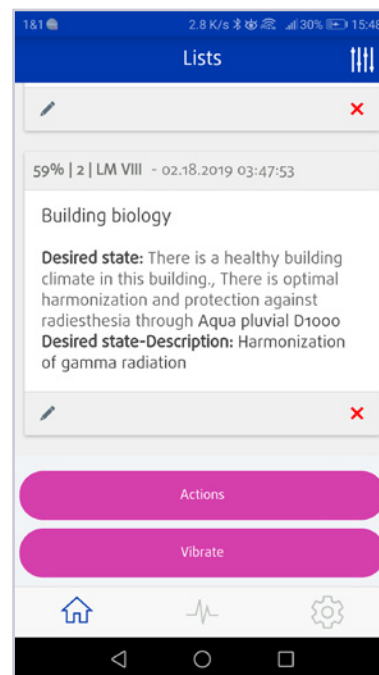 1&1
2.8 K/s 30% 15:48
Lists
59% | 2 | LM VIII - 02.18.2019 03:47:53
Building biology
Desired state: There is a healthy building
climate in this building., There is optimal
harmonization and protection against
radiesthesia through Aqua pluvial D1000
Desired state-Description: Harmonization
of gamma radiation
Actions
Vibrate